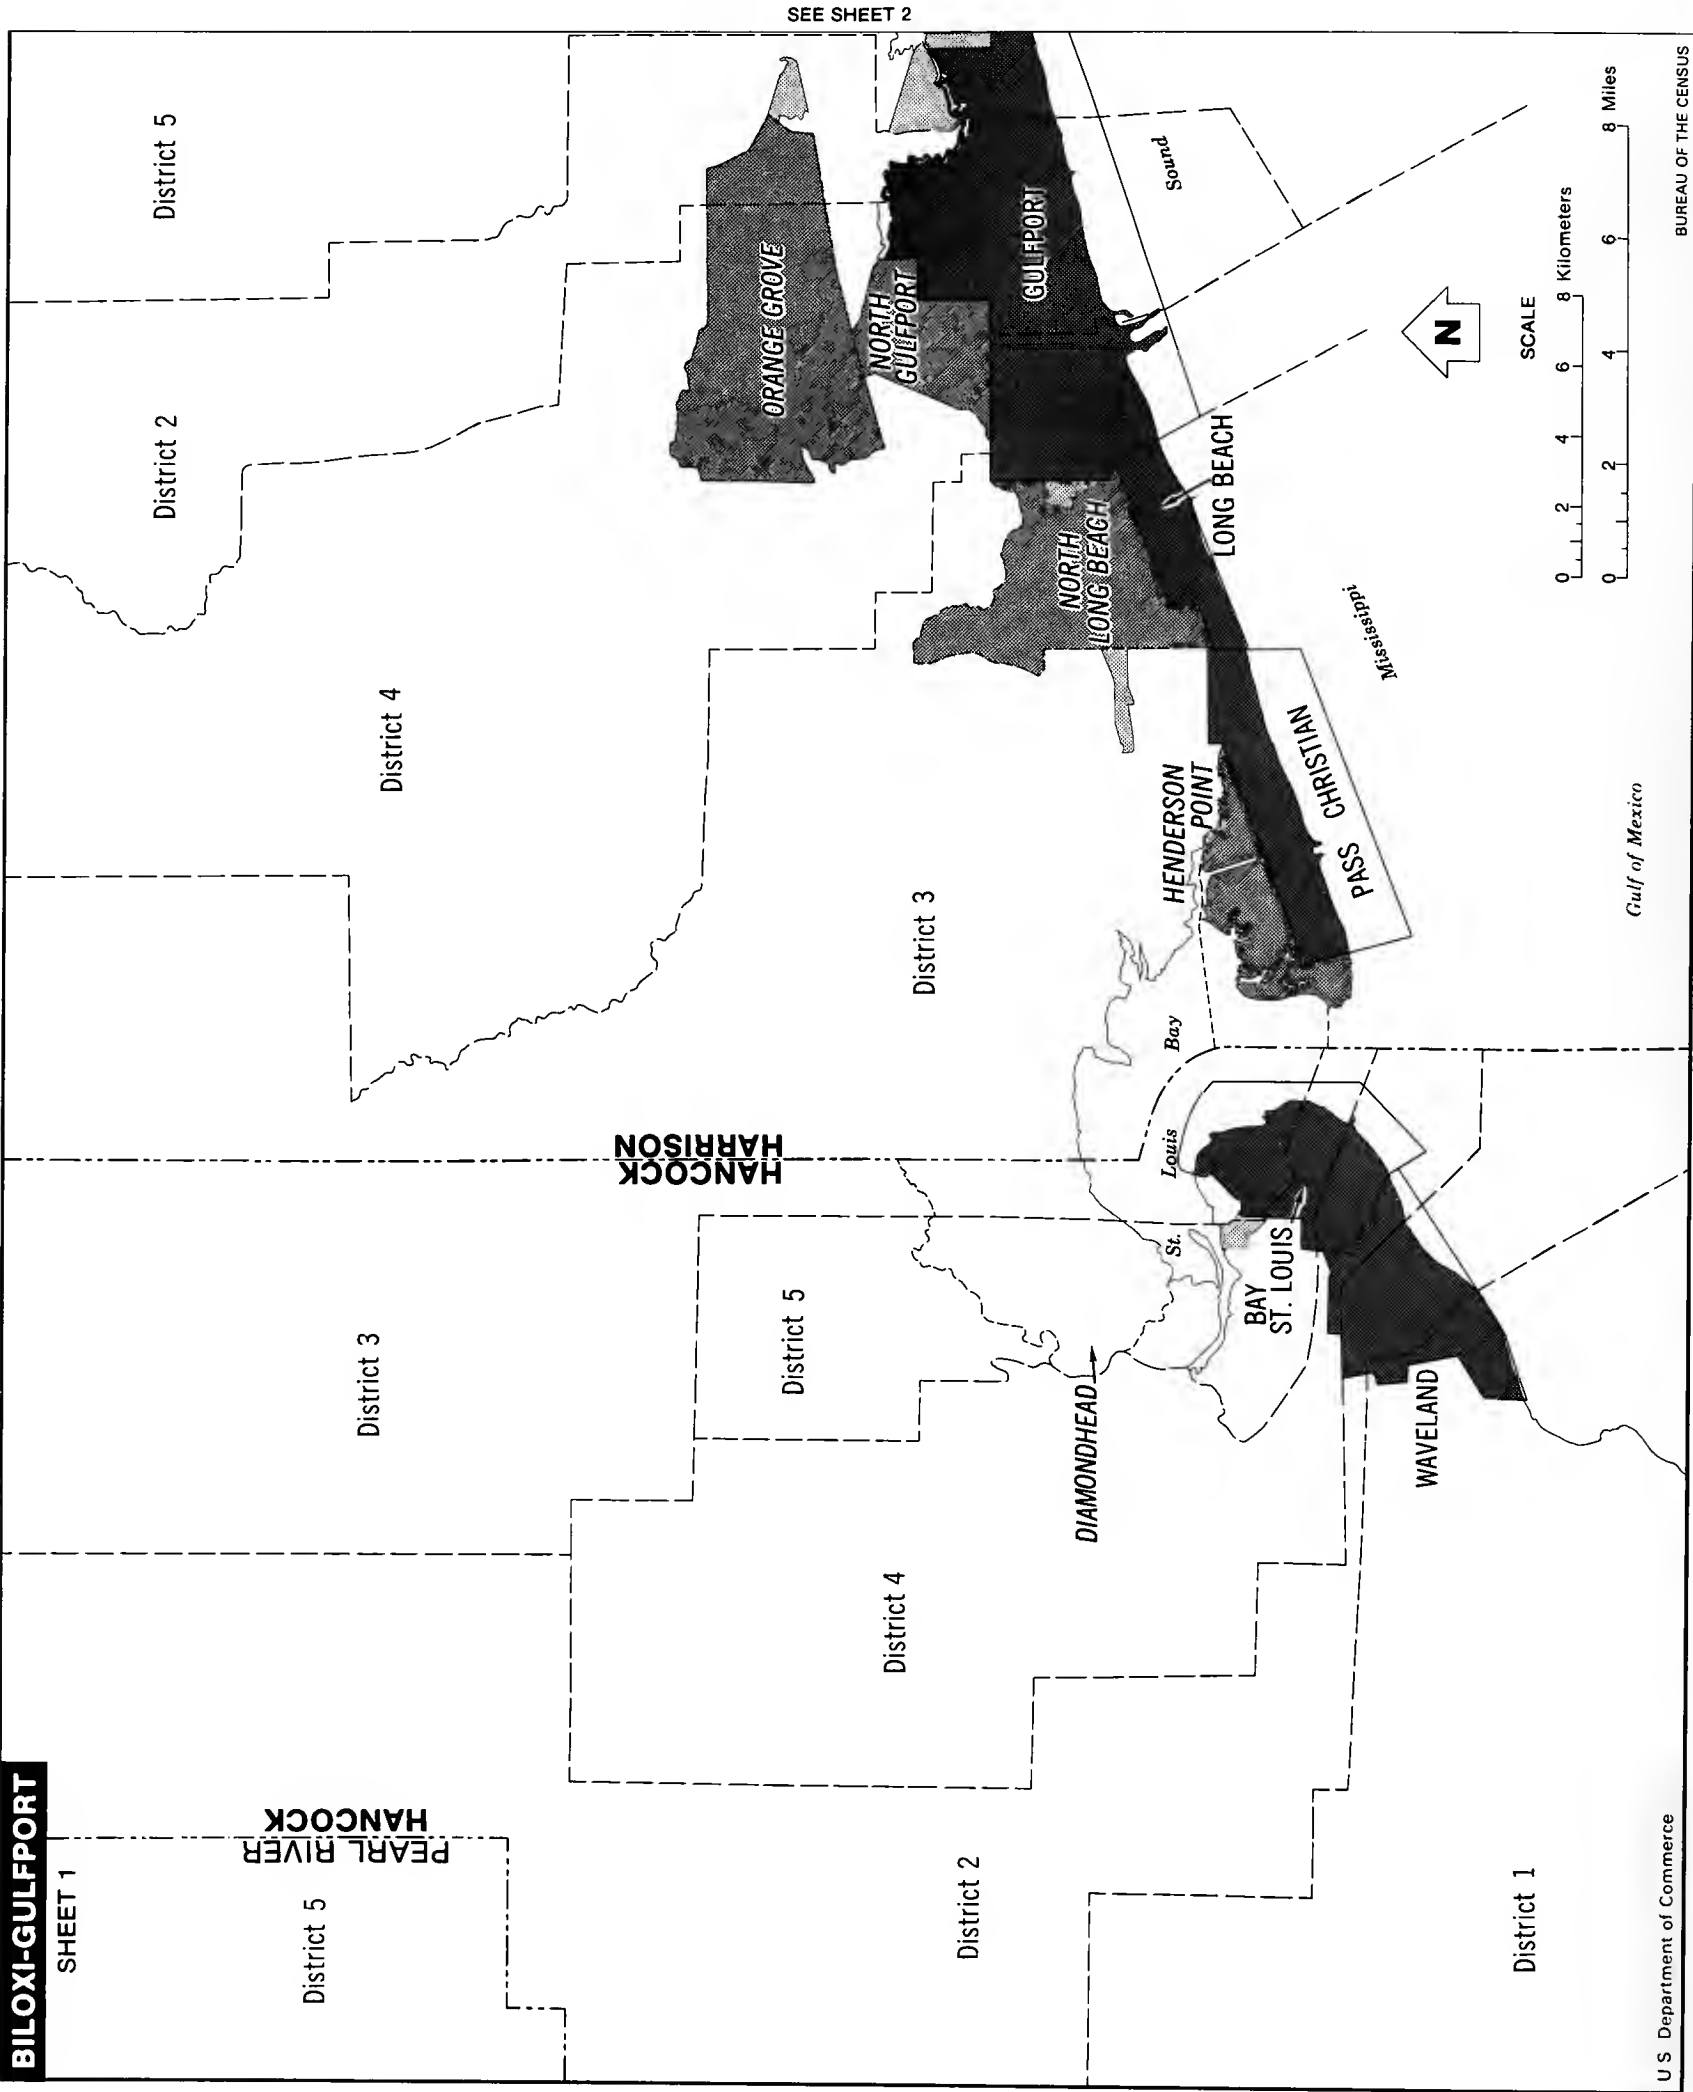 BILOXI-GULFPORT
SHEET 1
SEE SHEET 2
PEARL RIVER
HANCOCK
District 5
District 3
HANCOCK
HARRISON
District 4
District 2
District 5
District 5
District 4
District 2
District 3
ORANGE GROVE
NORTH
GULFPORT
GULFPORT
NORTH
LONG BEACH
LONG BEACH
HENDERSON
POINT
PASS CHRISTIAN
DIAMONDHEAD
St. Louis Bay
BAY
ST. LOUIS
WAVELAND
District 1
Mississippi Sound
Gulf of Mexico
N
SCALE
0 2 4 6 8 Kilometers
0 2 4 6 8 Miles
U S Department of Commerce
BUREAU OF THE CENSUS